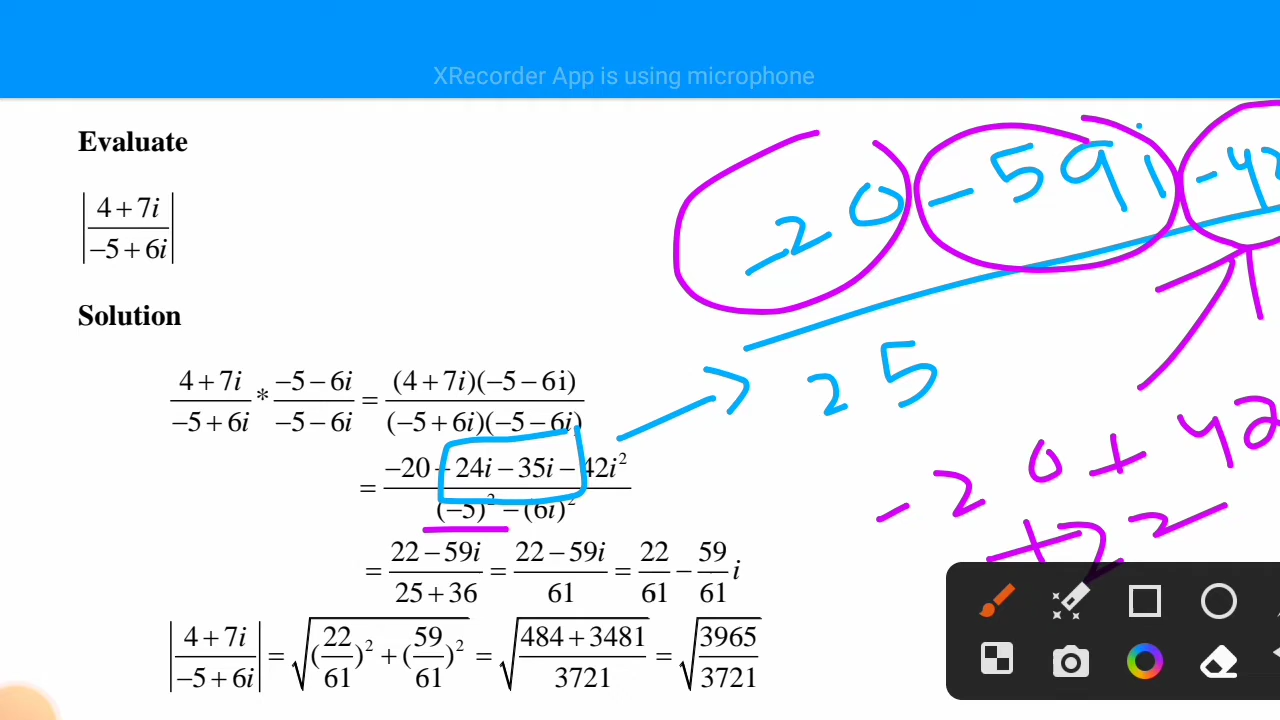 XRecorder App is using microphone
Evaluate
|(4 + 7i)/(−5 + 6i)|
Solution
(4 + 7i)/(−5 + 6i) * (−5 − 6i)/(−5 − 6i) = ((4 + 7i)(−5 − 6i))/((−5 + 6i)(−5 − 6i))
= (−20 − 24i − 35i − 42i²)/((−5)² − (6i)²)
= (22 − 59i)/(25 + 36) = (22 − 59i)/61 = 22/61 − 59/61 i
|(4 + 7i)/(−5 + 6i)| = √((22/61)² + (59/61)²) = √((484 + 3481)/3721) = √(3965/3721)
-20 -59i -42
25
-20 + 42
+22